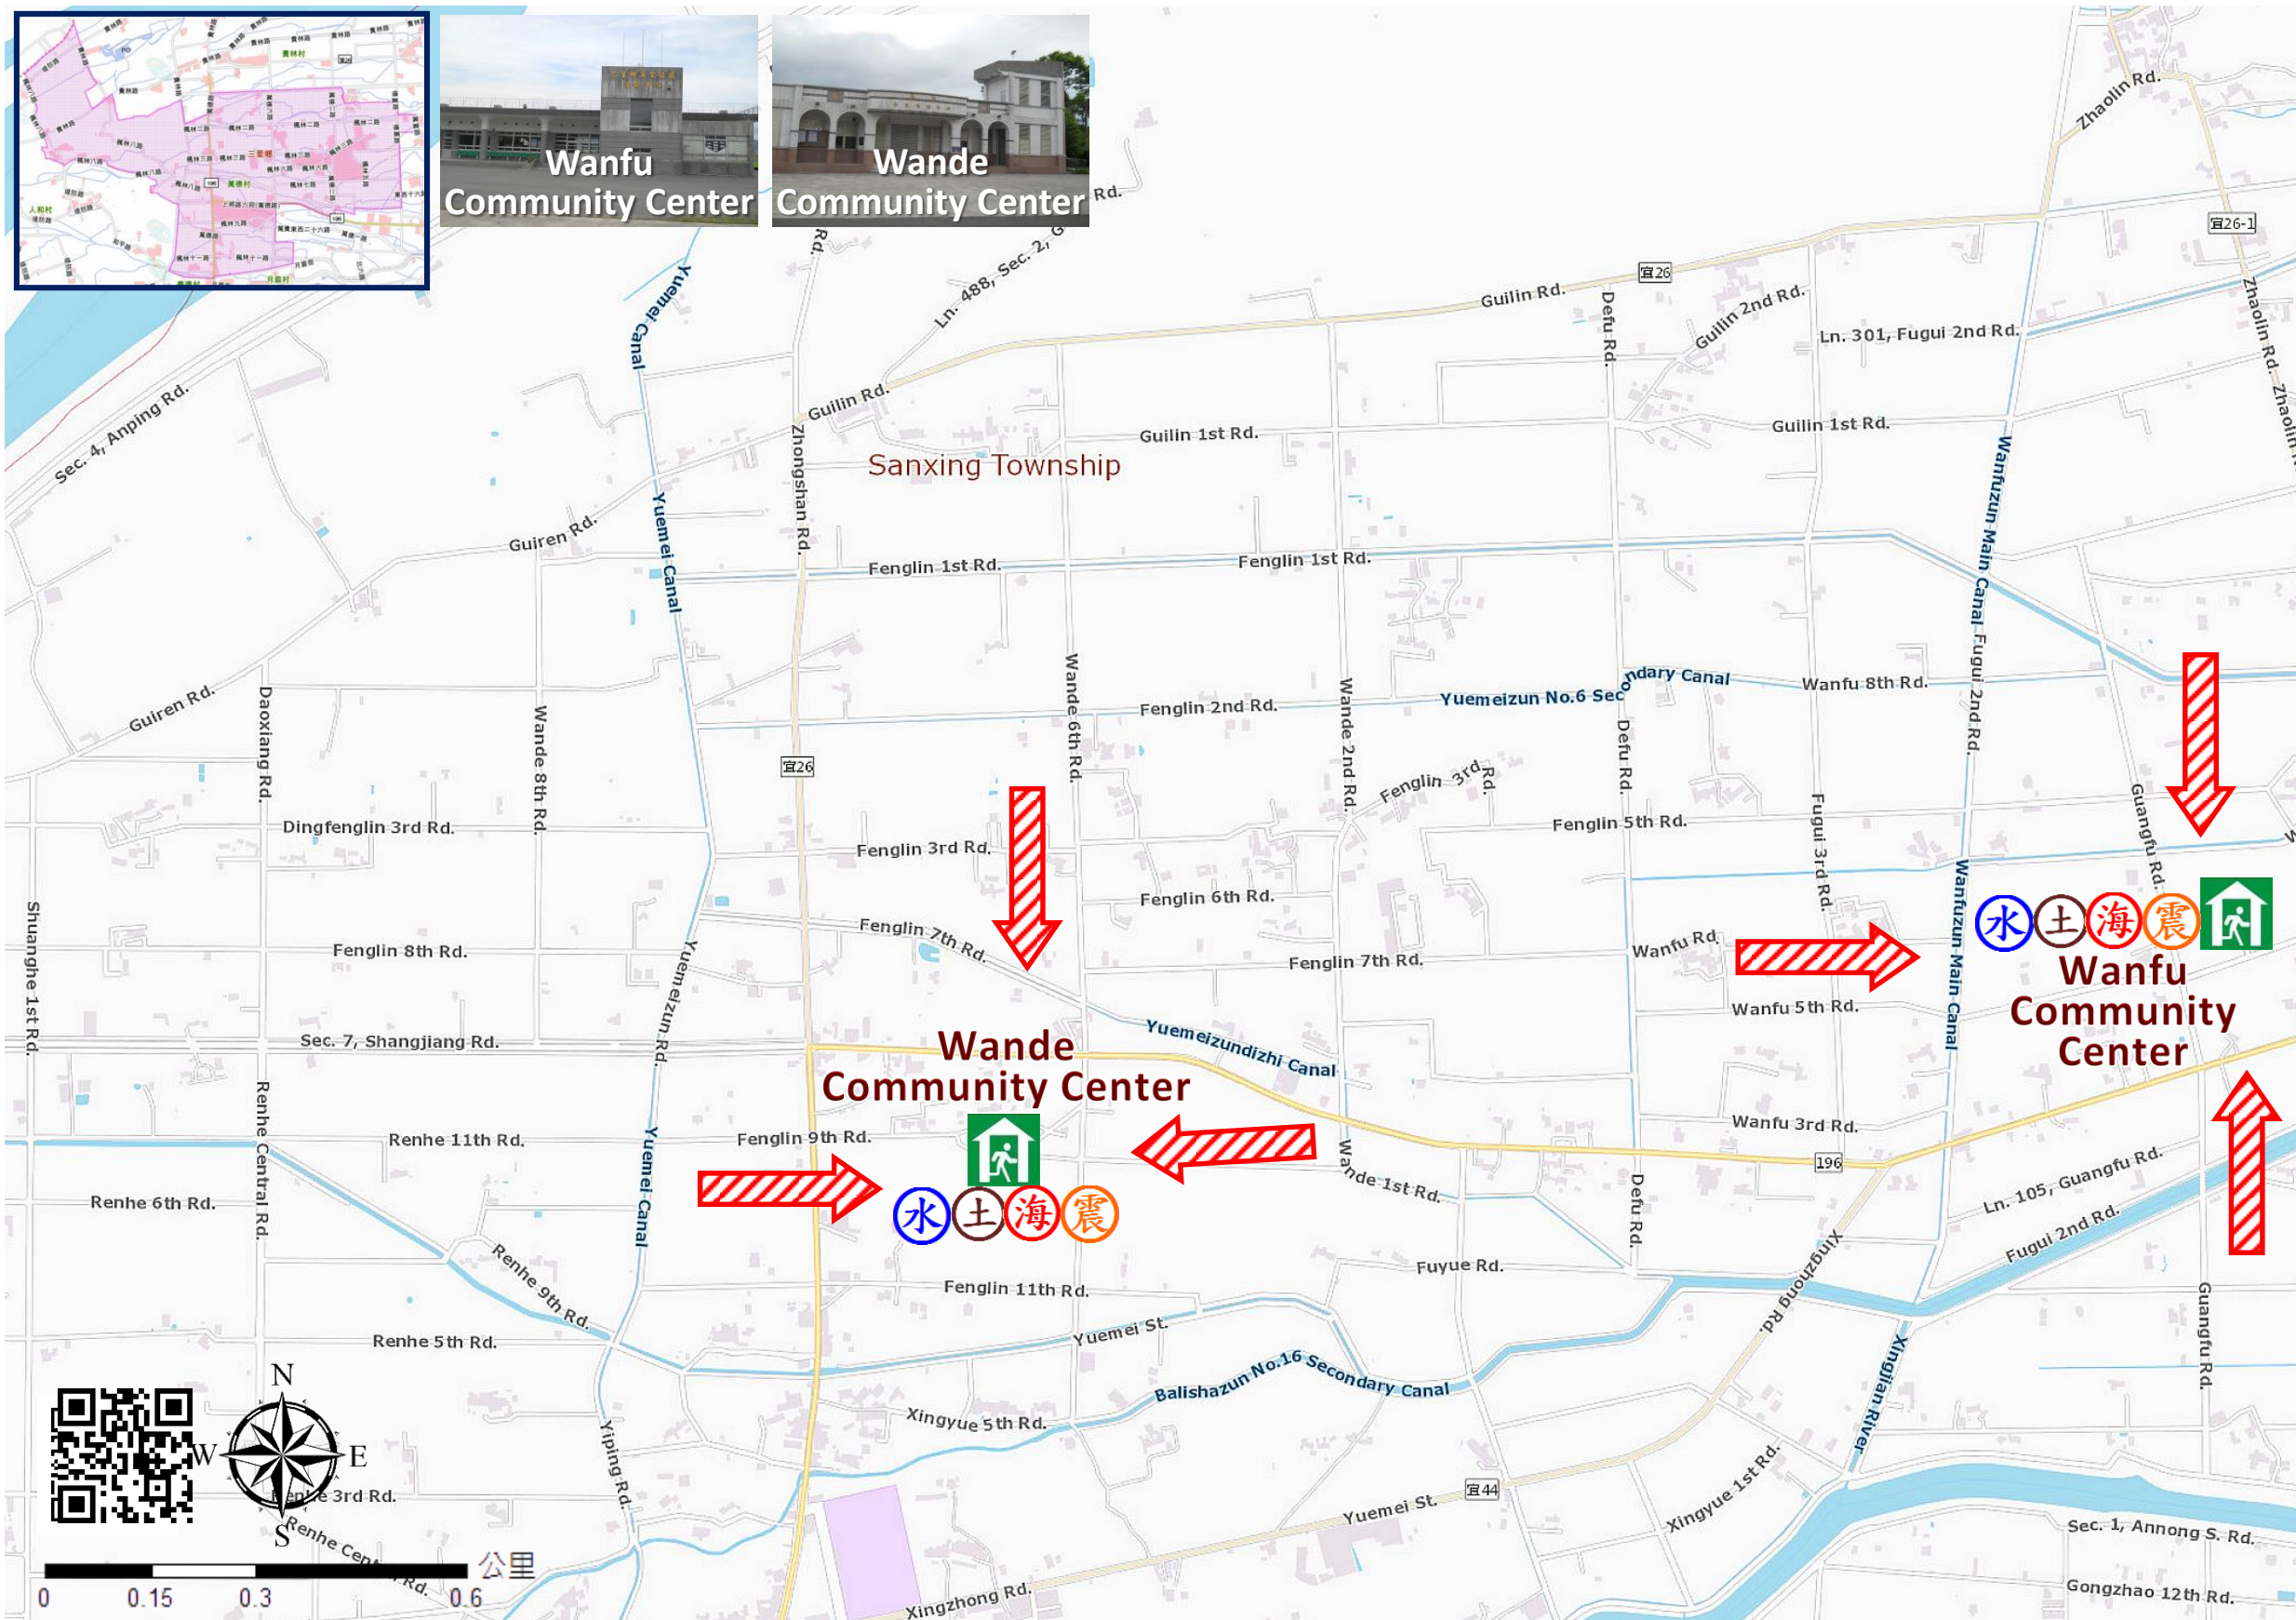 Wanfu
Community Center
Wande
Community Center
Rd.
Zhaolin Rd.
宜26-1
Rd.
Ln. 488, Sec. 2, G
Yuemei Canal
宜26
Guilin Rd.
Defu Rd.
Guilin 2nd Rd.
Ln. 301, Fugui 2nd Rd.
Zhaolin Rd.
Sec. 4, Anping Rd.
Guilin Rd.
Guilin 1st Rd.
Guilin 1st Rd.
Sanxing Township
Zhongshan Rd.
Yuemei Canal
Guiren Rd.
Fenglin 1st Rd.
Fenglin 1st Rd.
Wanfuzun Main Canal
Fugui 2nd Rd.
Guiren Rd.
Daoxiang Rd.
Wande 8th Rd.
Wande 6th Rd.
Fenglin 2nd Rd.
Wande 2nd Rd.
Yuemeizun No.6 Secondary Canal
Wanfu 8th Rd.
Defu Rd.
宜26
Fenglin 3rd Rd.
Dingfenglin 3rd Rd.
Fenglin 3rd Rd.
Fenglin 5th Rd.
Fugui 3rd Rd.
Guangfu Rd.
Fenglin 6th Rd.
Shuanghe 1st Rd.
Fenglin 8th Rd.
Yuemeizun Rd.
Fenglin 7th Rd.
Fenglin 7th Rd.
Wanfu Rd.
Wanfuzun Main Canal
水土海震
Wanfu
Community
Center
Wanfu 5th Rd.
Sec. 7, Shangjiang Rd.
Yuemeizundizhi Canal
Wande
Community Center
Renhe Central Rd.
Renhe 11th Rd.
Yuemei Canal
Fenglin 9th Rd.
Wanfu 3rd Rd.
196
Wande 1st Rd.
Defu Rd.
Ln. 105, Guangfu Rd.
Renhe 6th Rd.
水土海震
Fugui 2nd Rd.
Renhe 9th Rd.
Fuyue Rd.
Xingzhong Rd.
Fenglin 11th Rd.
Guangfu Rd.
Renhe 5th Rd.
Yuemei St.
Balishazun No.16 Secondary Canal
Xingjian River
N
W
E
S
Xingyue 5th Rd.
Yiping Rd.
宜44
Yuemei St.
Xingyue 1st Rd.
Renhe 3rd Rd.
Sec. 1, Annong S. Rd.
Xingzhong Rd.
Gongzhao 12th Rd.
公里
0 0.15 0.3 0.6